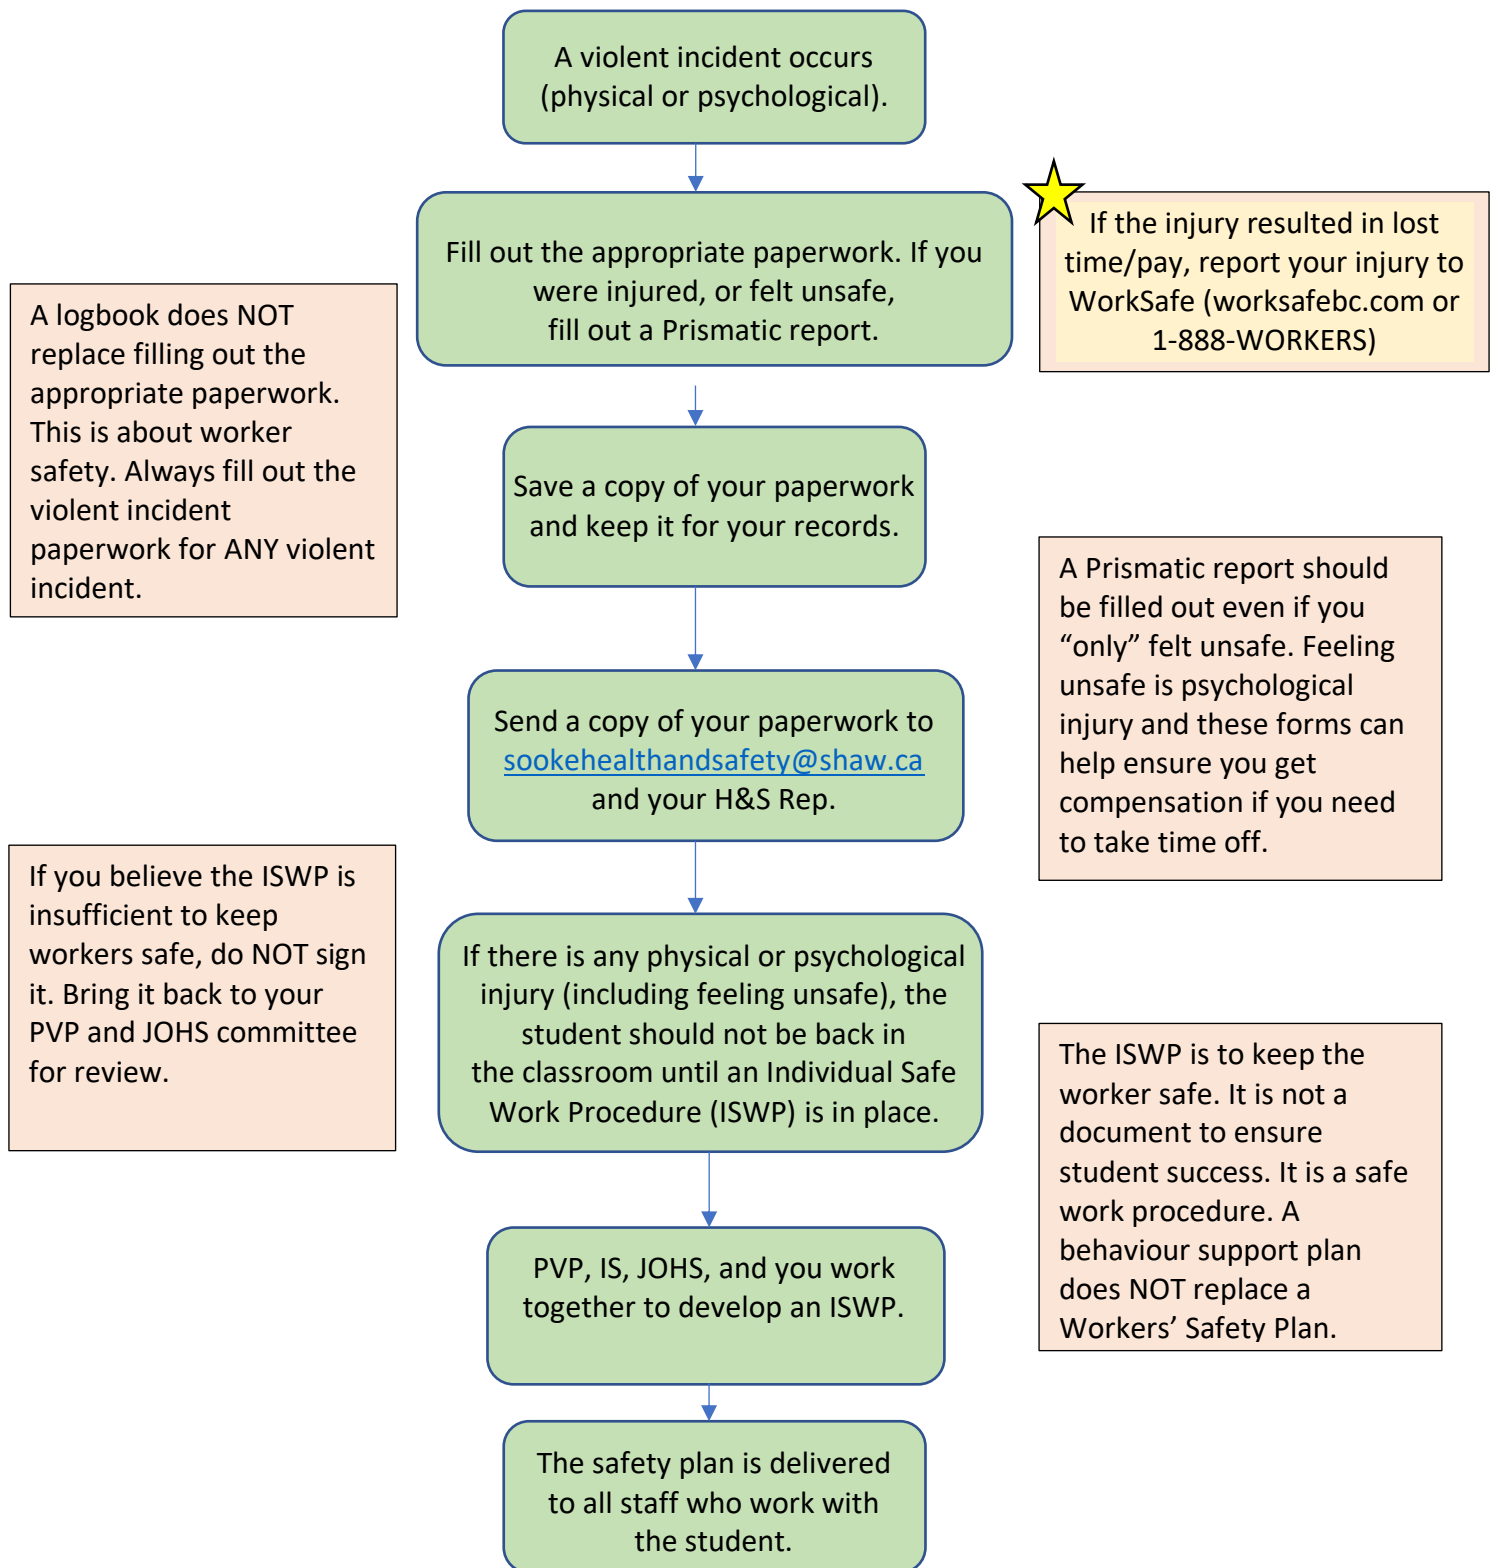 A violent incident occurs
(physical or psychological).
Fill out the appropriate paperwork. If you
were injured, or felt unsafe,
fill out a Prismatic report.
If the injury resulted in lost
time/pay, report your injury to
WorkSafe (worksafebc.com or
1-888-WORKERS)
A logbook does NOT
replace filling out the
appropriate paperwork.
This is about worker
safety. Always fill out the
violent incident
paperwork for ANY violent
incident.
Save a copy of your paperwork
and keep it for your records.
A Prismatic report should
be filled out even if you
“only” felt unsafe. Feeling
unsafe is psychological
injury and these forms can
help ensure you get
compensation if you need
to take time off.
Send a copy of your paperwork to
sookehealthandsafety@shaw.ca
and your H&S Rep.
If you believe the ISWP is
insufficient to keep
workers safe, do NOT sign
it. Bring it back to your
PVP and JOHS committee
for review.
If there is any physical or psychological
injury (including feeling unsafe), the
student should not be back in
the classroom until an Individual Safe
Work Procedure (ISWP) is in place.
The ISWP is to keep the
worker safe. It is not a
document to ensure
student success. It is a safe
work procedure. A
behaviour support plan
does NOT replace a
Workers’ Safety Plan.
PVP, IS, JOHS, and you work
together to develop an ISWP.
The safety plan is delivered
to all staff who work with
the student.